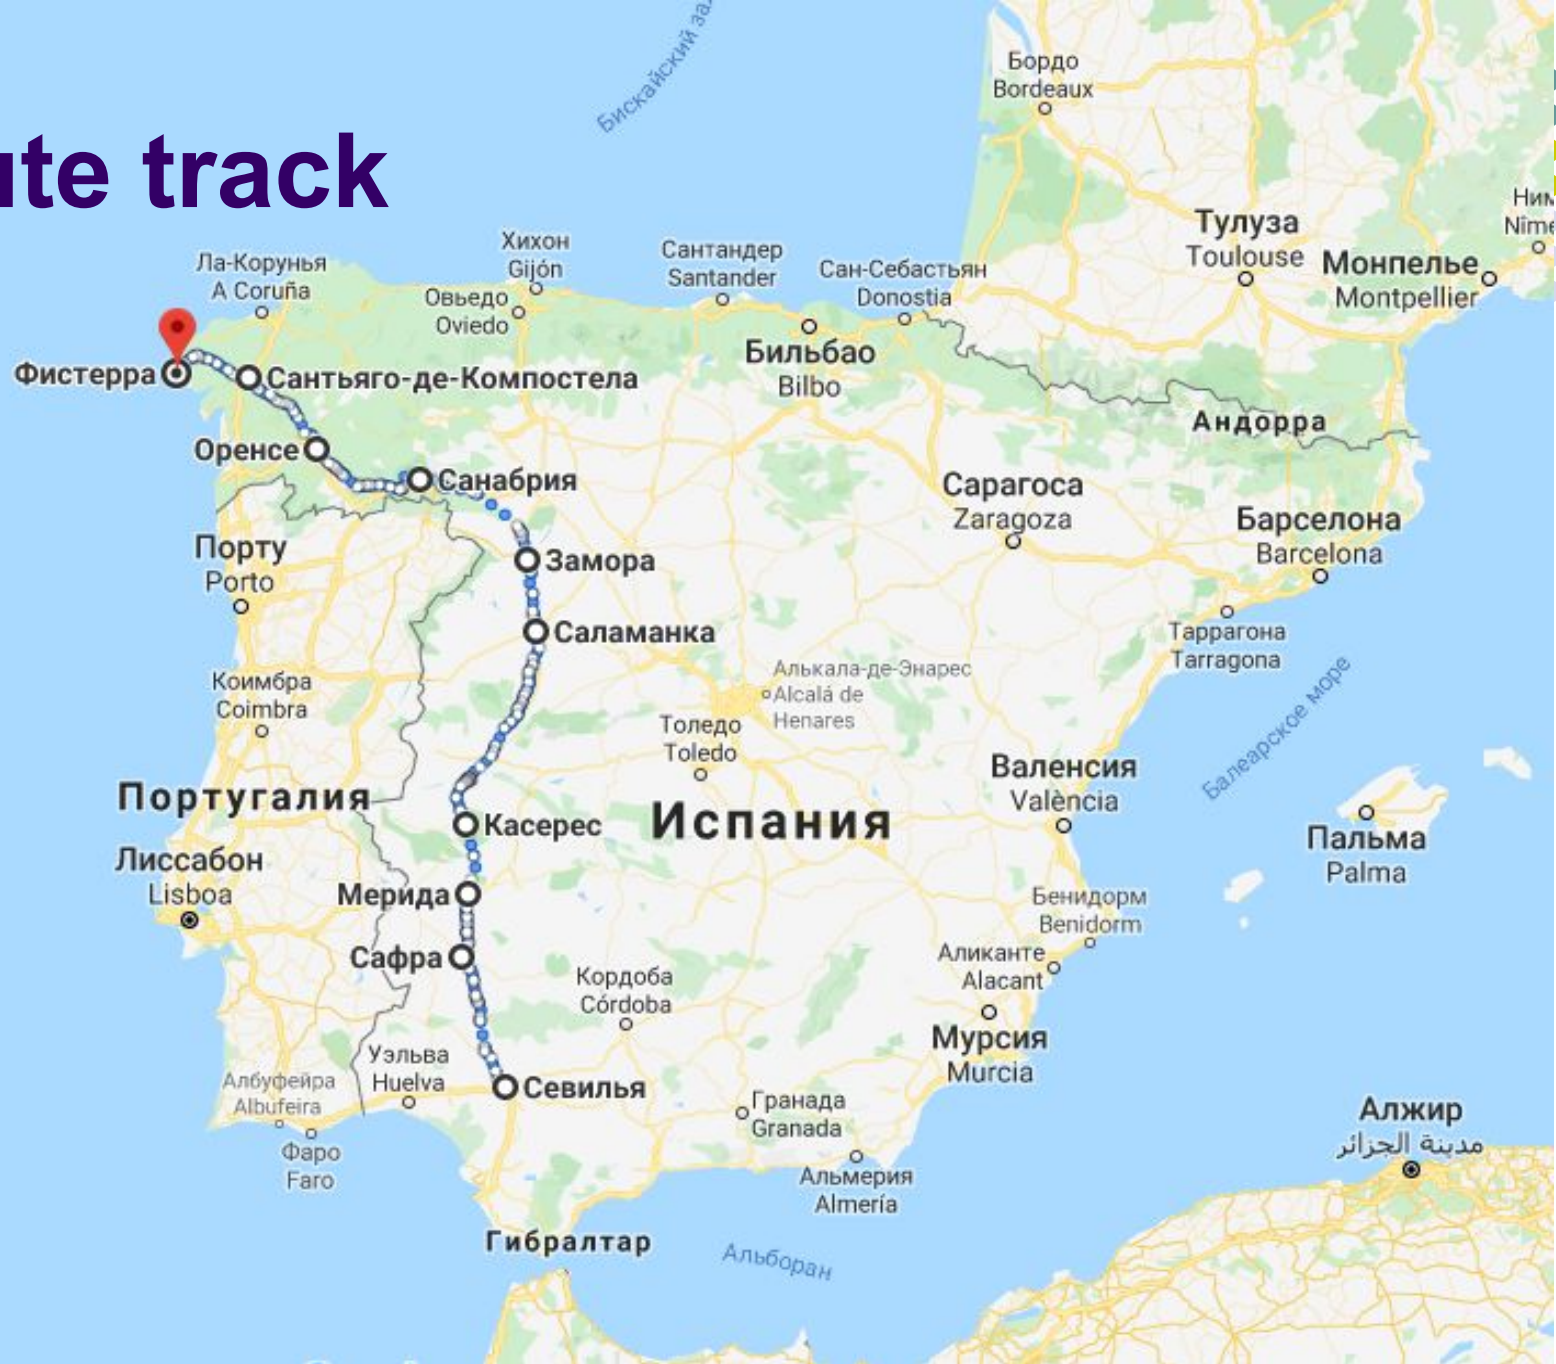 Бискайский за
Бордо
Bordeaux
ute track
Ним
Nîme
Тулуза
Toulouse
Монпелье
Montpellier
Хихон
Gijón
Сантандер
Santander
Ла-Корунья
A Coruña
Сан-Себастьян
Donostia
Овьедо
Oviedo
Бильбао
Bilbo
Фистерра
Сантьяго-де-Компостела
Андорра
Оренсе
Санабрия
Сарагоса
Zaragoza
Барселона
Barcelona
Порту
Porto
Замора
Саламанка
Таррагона
Tarragona
Алькала-де-Энарес
Alcalá de
Henares
Коимбра
Coimbra
Толедо
Toledo
Балеарское море
Валенсия
València
Португалия
Касерес
Испания
Пальма
Palma
Лиссабон
Lisboa
Мерида
Бенидорм
Benidorm
Сафра
Аликанте
Alacant
Кордоба
Córdoba
Мурсия
Murcia
Уэльва
Huelva
Албуфейра
Albufeira
Севилья
Гранада
Granada
Алжир
مدينة الجزائر
Фаро
Faro
Альмерия
Almería
Гибралтар
Альборан